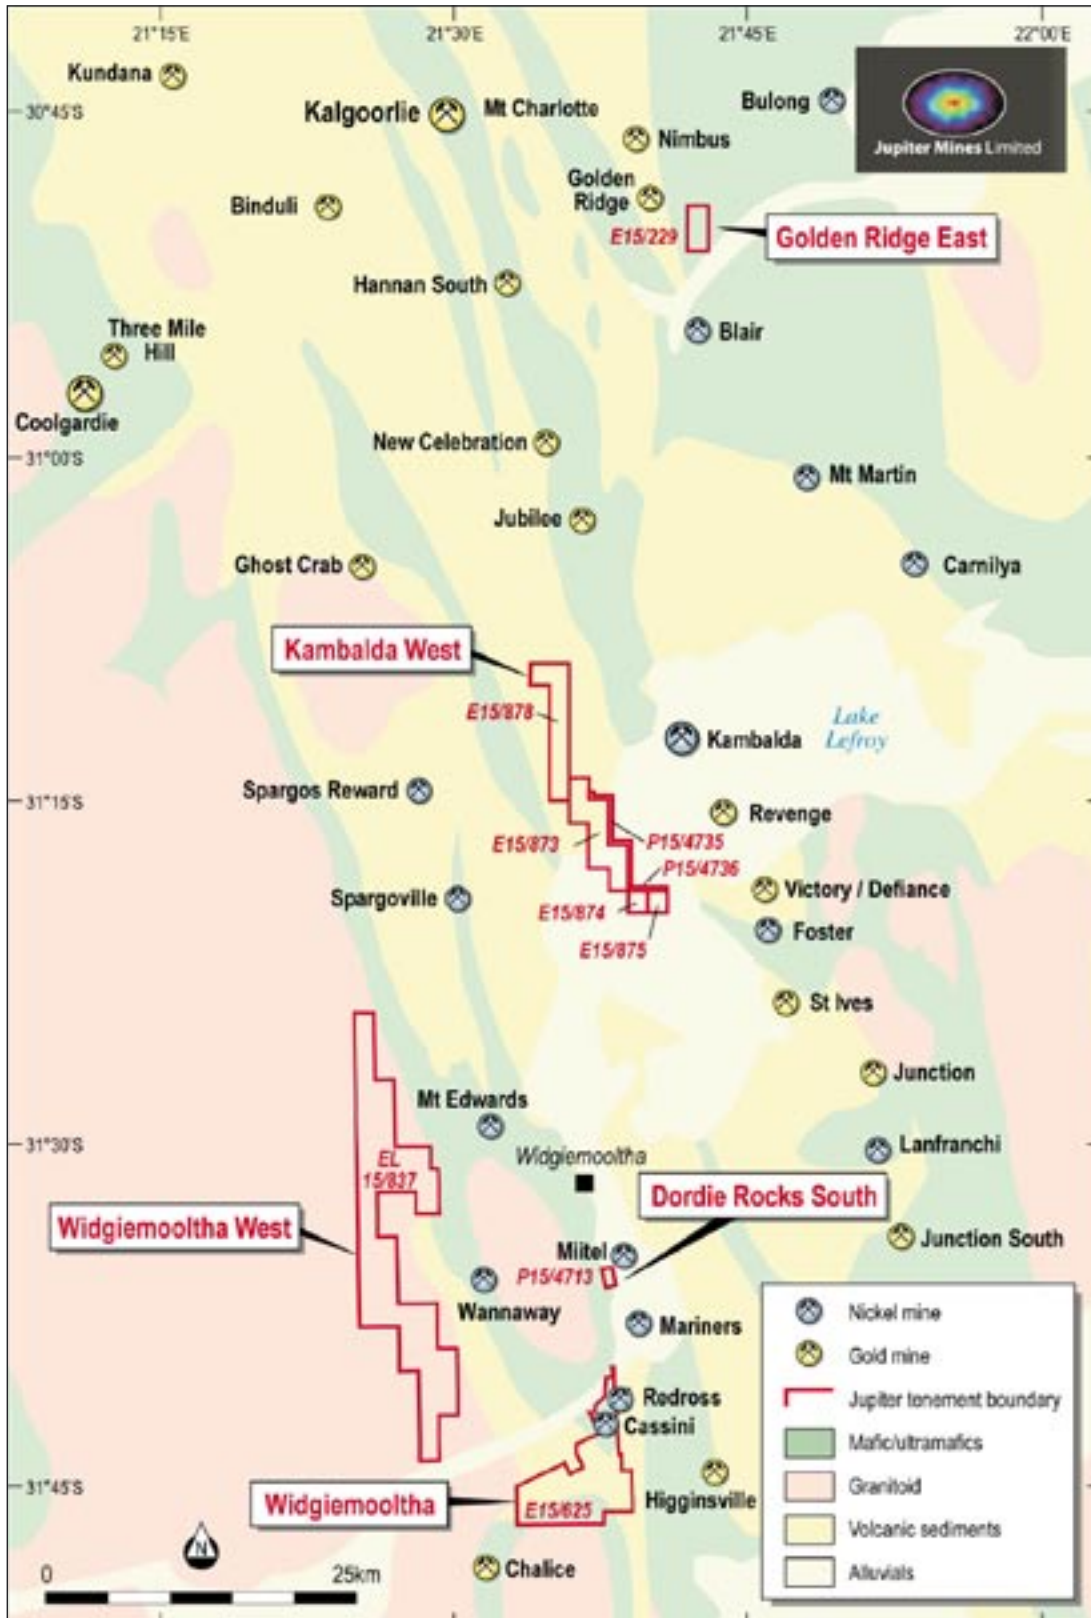 21°15'E
21°30'E
21°45'E
22°00'E
Kundana
30°45'S
Kalgoorlie
Mt Charlotte
Bulong
Nimbus
Jupiter Mines Limited
Golden
Ridge
Binduli
E15/229
Golden Ridge East
Hannan South
Three Mile
Hill
Blair
Coolgardie
New Celebration
31°00'S
Mt Martin
Jubilee
Ghost Crab
Carnilya
Kambalda West
E15/878
Lake
Lefroy
Kambalda
Spargos Reward
31°15'S
Revenge
E15/873
P15/4735
P15/4736
Spargoville
Victory / Defiance
E15/874
Foster
E15/875
St Ives
Junction
Mt Edwards
31°30'S
Lanfranchi
Widgiemooltha
EL
15/837
Dordie Rocks South
Widgiemooltha West
Junction South
Miitel
P15/4713
Wannaway
Mariners
Nickel mine
Gold mine
Redross
Jupiter tenement boundary
Cassini
Mafic/ultramafics
31°45'S
Granitoid
Widgiemooltha
E15/625
Higginsville
Volcanic sediments
N
0
25km
Chalice
Alluvials